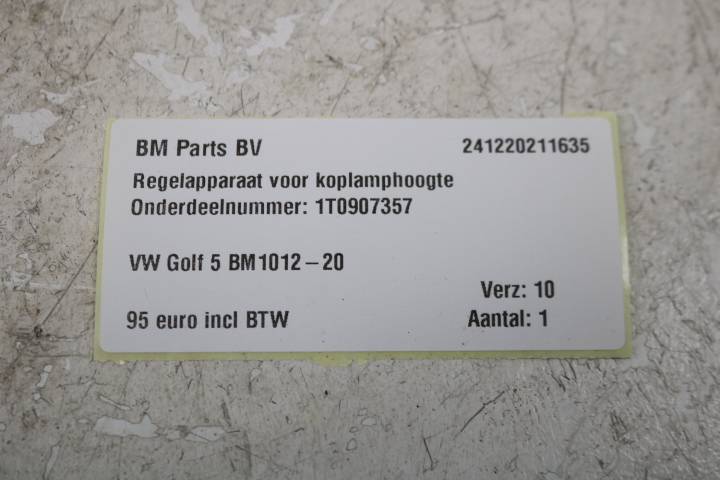 BM Parts BV 241220211635
Regelapparaat voor koplamphoogte
Onderdeelnummer: 1T0907357
VW Golf 5 BM1012-20
Verz: 10
95 euro incl BTW Aantal: 1